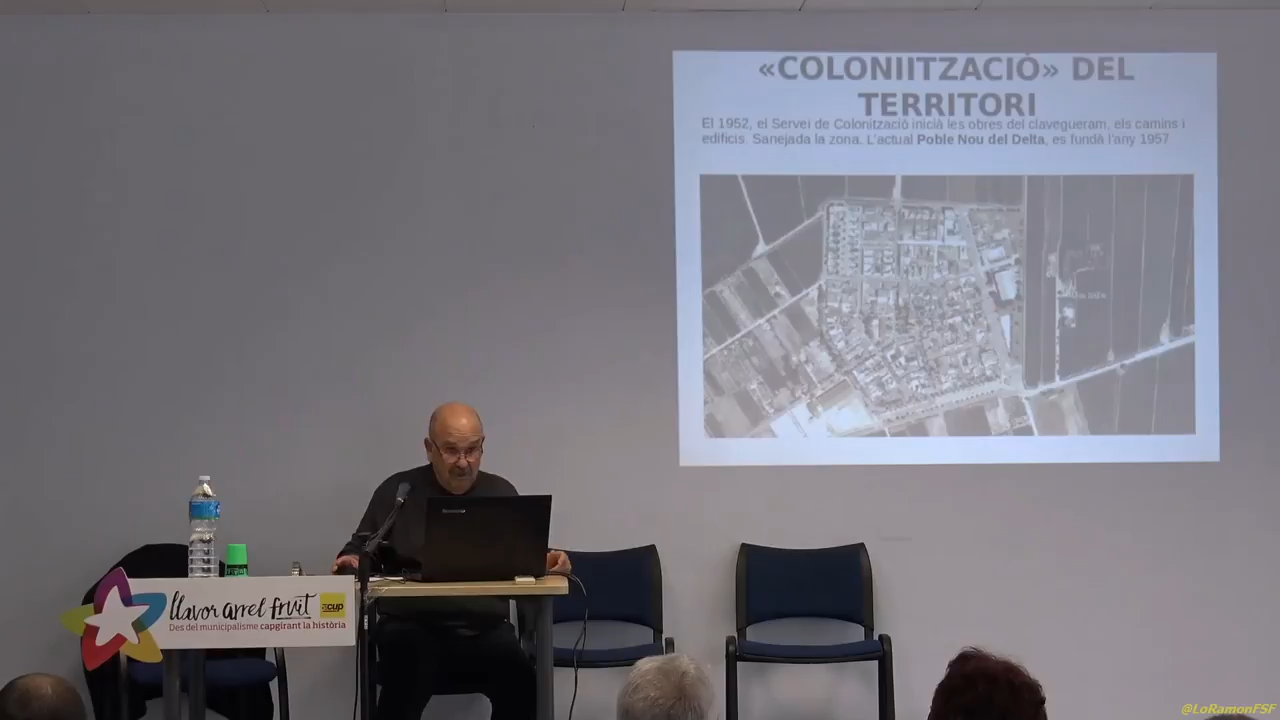 «COLONIITZACIÓ» DEL
TERRITORI
El 1952, el Servei de Colonització inicià les obres del clavegueram, els camins i
edificis. Sanejada la zona. L'actual Poble Nou del Delta, es fundà l'any 1957
llavor arrel fruit
cup
Des del municipalisme capgirant la història
@LoRamonFSF